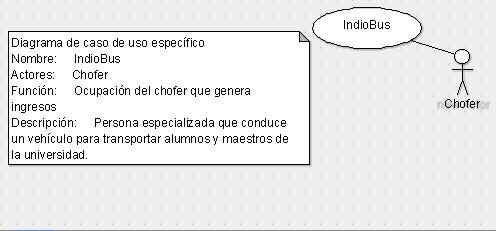 IndioBus
Diagrama de caso de uso específico
Nombre: IndioBus
Actores: Chofer
Función: Ocupación del chofer que genera
ingresos
Descripción: Persona especializada que conduce
un vehículo para transportar alumnos y maestros de
la universidad.
Chofer